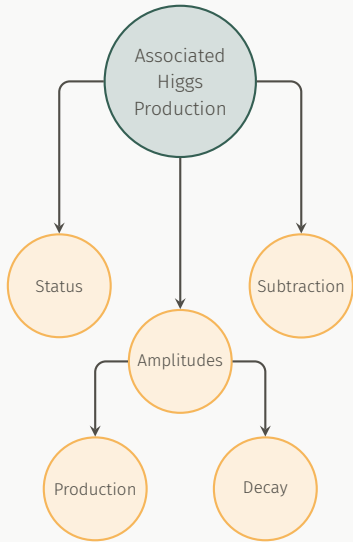 Associated
Higgs
Production
Status
Subtraction
Amplitudes
Production
Decay